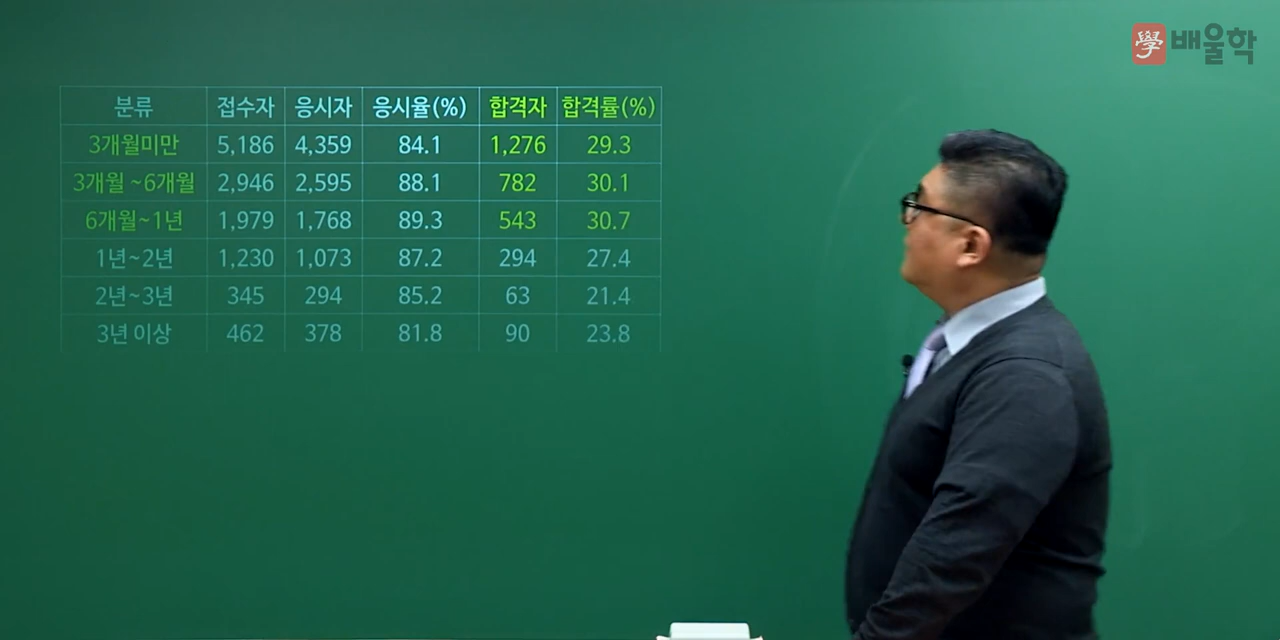 學 배울학
분류 접수자 응시자 응시율(%) 합격자 합격률(%)
3개월미만 5,186 4,359 84.1 1,276 29.3
3개월 ~6개월 2,946 2,595 88.1 782 30.1
6개월~1년 1,979 1,768 89.3 543 30.7
1년~2년 1,230 1,073 87.2 294 27.4
2년~3년 345 294 85.2 63 21.4
3년 이상 462 378 81.8 90 23.8